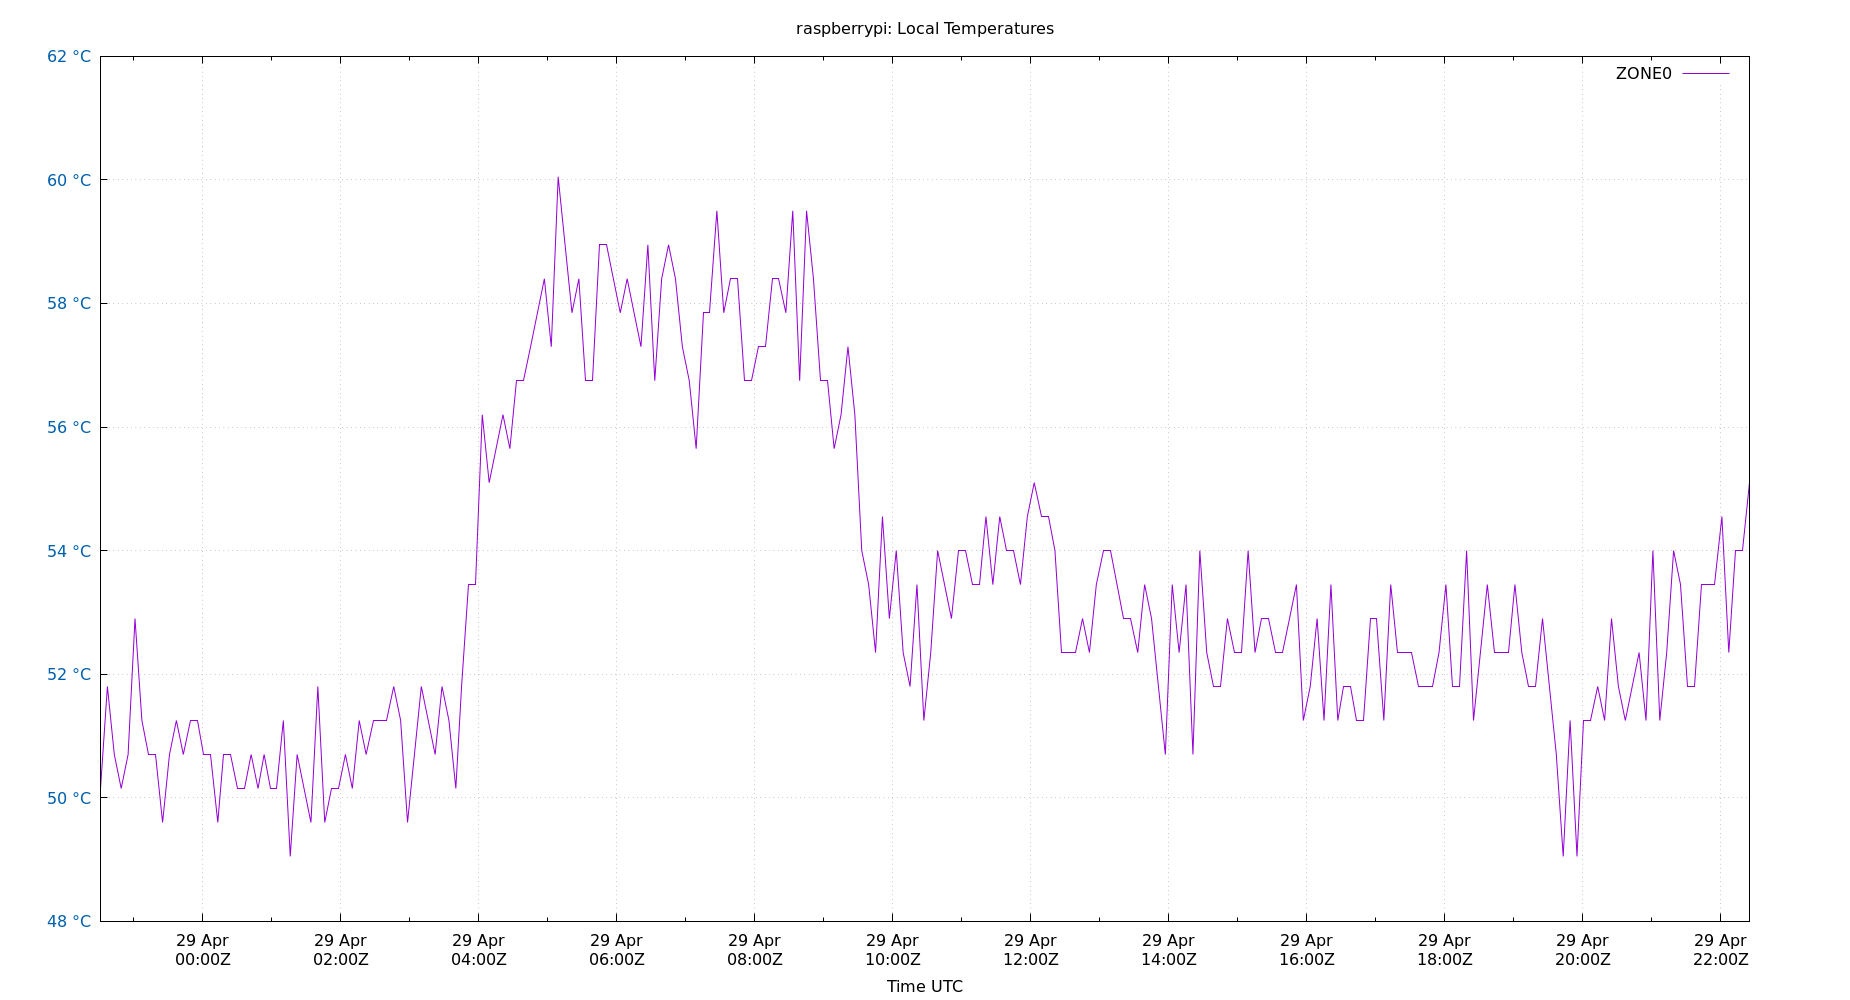 raspberrypi: Local Temperatures
62 °C
ZONE0
60 °C
58 °C
56 °C
54 °C
52 °C
50 °C
48 °C
29 Apr 29 Apr 29 Apr 29 Apr 29 Apr 29 Apr 29 Apr 29 Apr 29 Apr 29 Apr 29 Apr 29 Apr
00:00Z 02:00Z 04:00Z 06:00Z 08:00Z 10:00Z 12:00Z 14:00Z 16:00Z 18:00Z 20:00Z 22:00Z
Time UTC